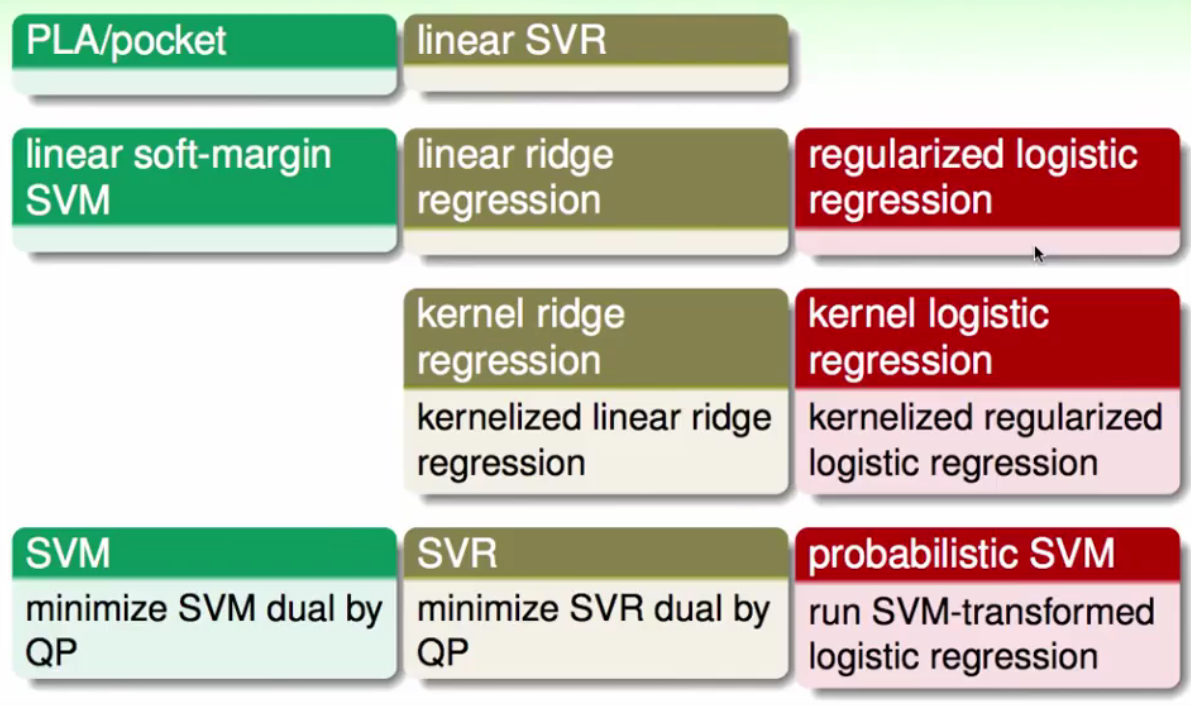 PLA/pocket
linear SVR
linear soft-margin
SVM
linear ridge
regression
regularized logistic
regression
kernel ridge
regression
kernelized linear ridge
regression
kernel logistic
regression
kernelized regularized
logistic regression
SVM
minimize SVM dual by
QP
SVR
minimize SVR dual by
QP
probabilistic SVM
run SVM-transformed
logistic regression